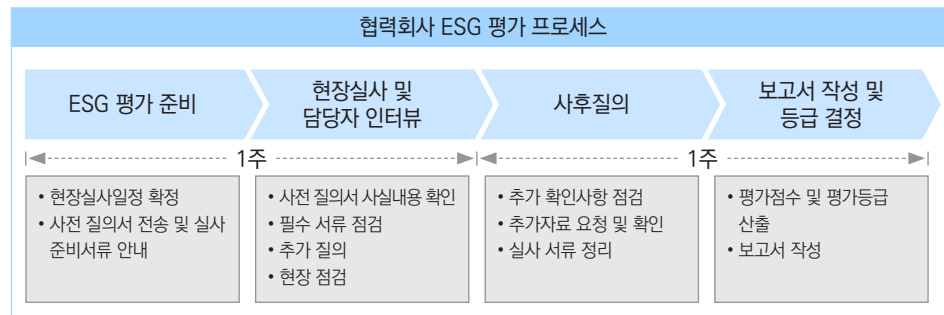 협력회사 ESG 평가 프로세스
ESG 평가 준비
현장실사 및
담당자 인터뷰
사후질의
보고서 작성 및
등급 결정
1주
1주
• 현장실사일정 확정
• 사전 질의서 전송 및 실사
준비서류 안내
• 사전 질의서 사실내용 확인
• 필수 서류 점검
• 추가 질의
• 현장 점검
• 추가 확인사항 점검
• 추가자료 요청 및 확인
• 실사 서류 정리
• 평가점수 및 평가등급
산출
• 보고서 작성